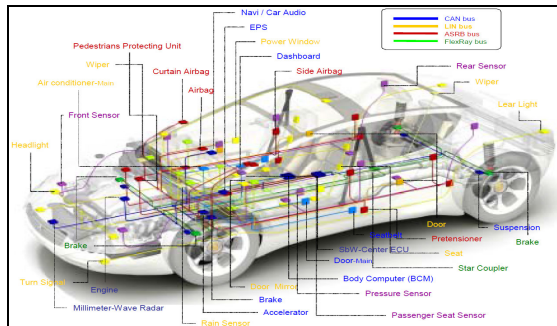 Navi / Car Audio
EPS
Power Window
Dashboard
CAN bus
LIN bus
ASRB bus
FlexRay bus
Pedestrians Protecting Unit
Wiper
Curtain Airbag
Side Airbag
Rear Sensor
Air conditioner-Main
Airbag
Wiper
Front Sensor
Lear Light
Headlight
Door
Suspension
Seatbelt
Pretensioner
Brake
Brake
SbW-Center ECU
Seat
Door-Main
Star Coupler
Turn Signal
Engine
Door Mirror
Body Computer (BCM)
Brake
Pressure Sensor
Millimeter-Wave Radar
Accelerator
Passenger Seat Sensor
Rain Sensor